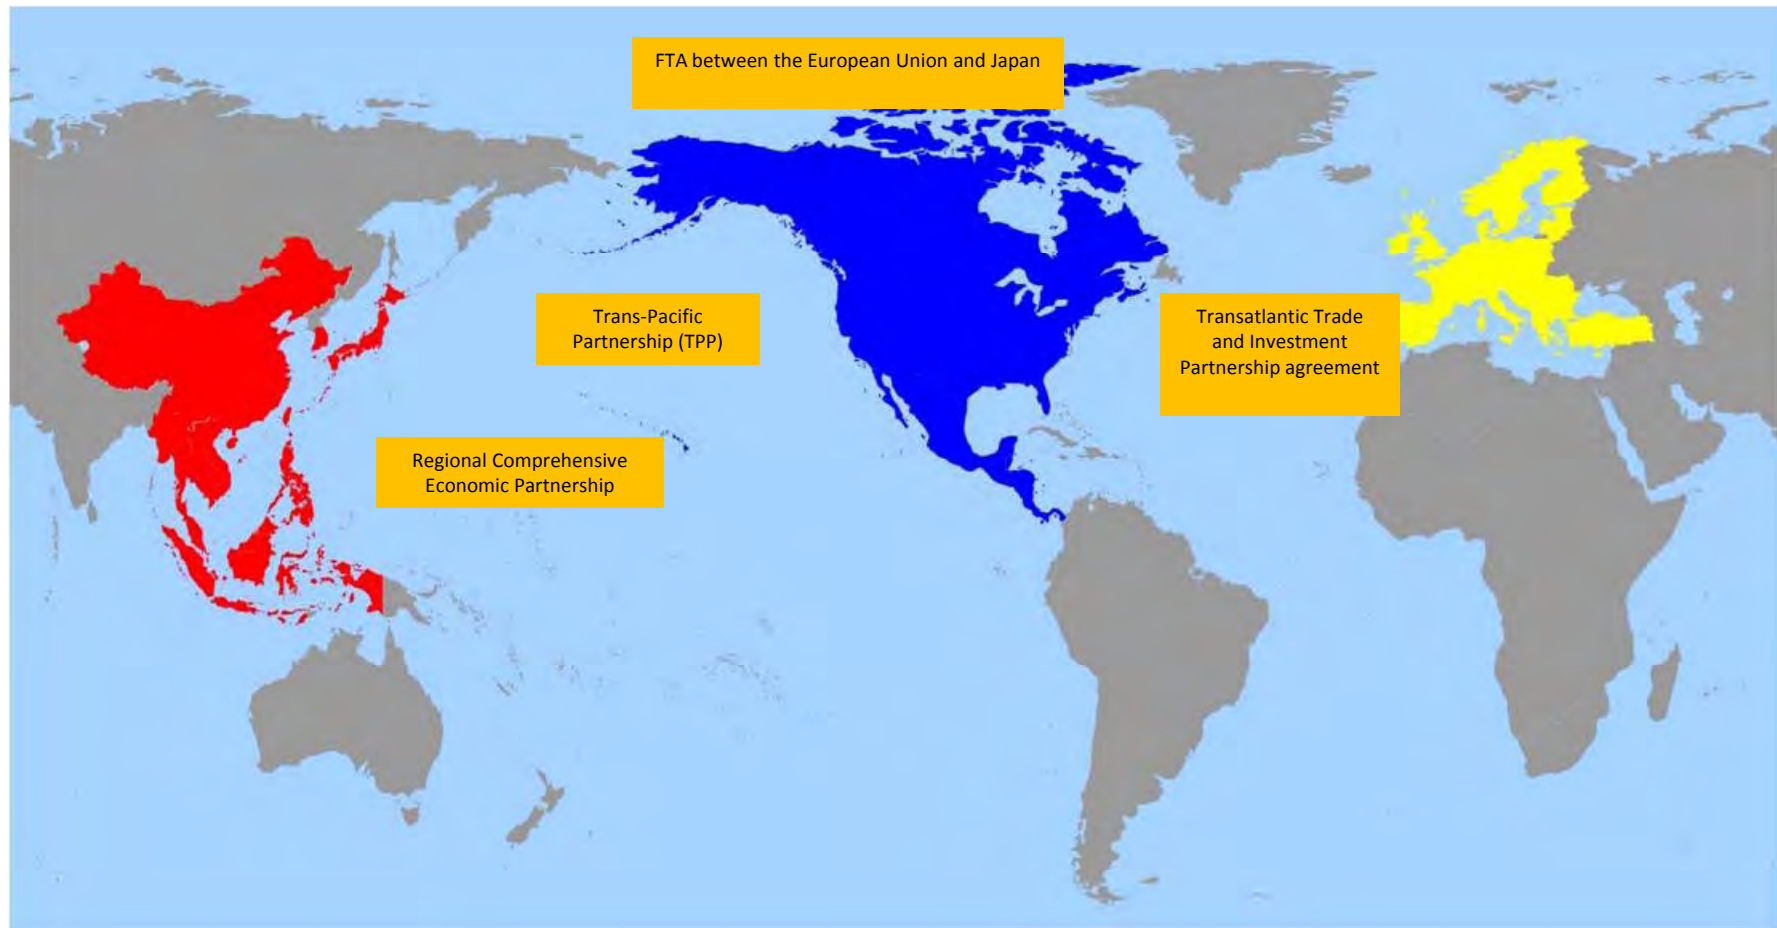 FTA between the European Union and Japan
Trans-Pacific
Partnership (TPP)
Transatlantic Trade
and Investment
Partnership agreement
Regional Comprehensive
Economic Partnership